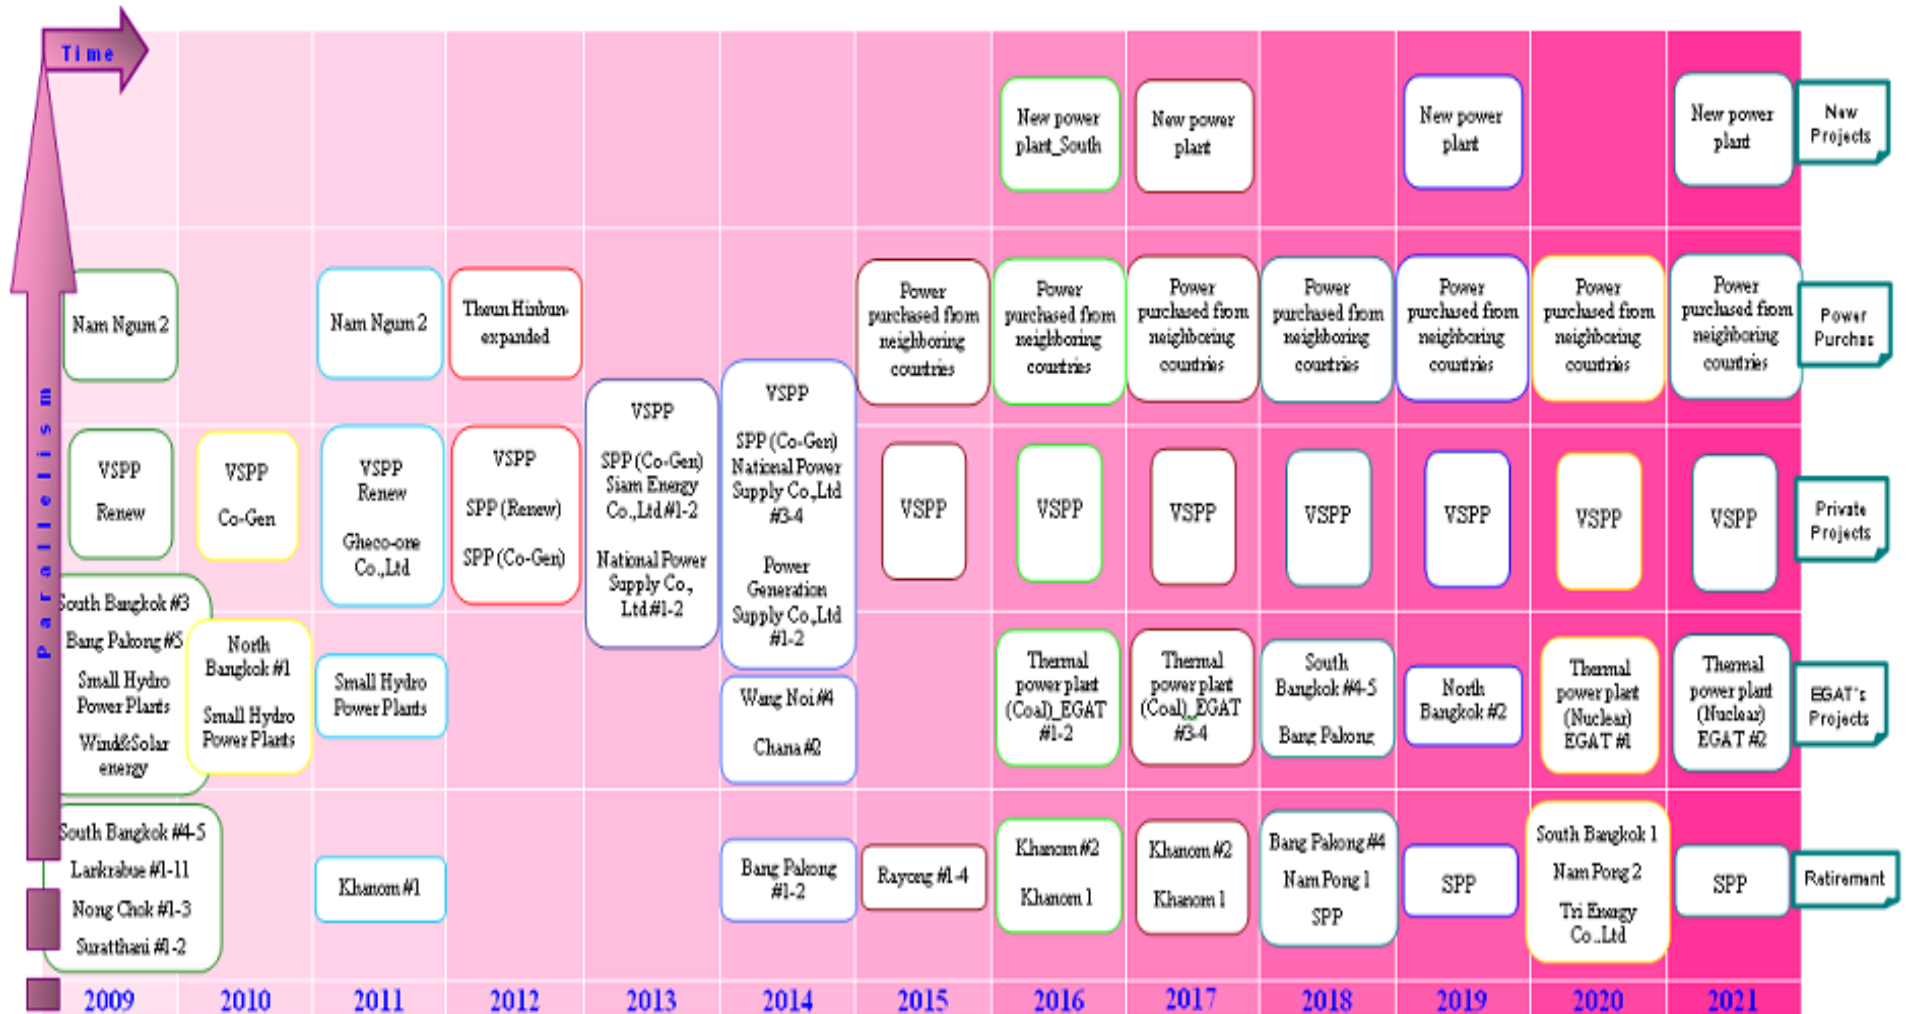 Time
Parallelism
New power
plant_South
New power
plant
New power
plant
New power
plant
New
Projects
Nam Ngum 2
Nam Ngum 2
Theun Hinbun-
expanded
Power
purchased from
neighboring
countries
Power
purchased from
neighboring
countries
Power
purchased from
neighboring
countries
Power
purchased from
neighboring
countries
Power
purchased from
neighboring
countries
Power
purchased from
neighboring
countries
Power
purchased from
neighboring
countries
Power
Purchas
VSPP
Renew
VSPP
Co-Gen
VSPP
Renew
Gheco-one
Co.,Ltd
VSPP
SPP (Renew)
SPP (Co-Gen)
VSPP
SPP (Co-Gen)
Siam Energy
Co.,Ltd #1-2
National Power
Supply Co.,
Ltd #1-2
VSPP
SPP (Co-Gen)
National Power
Supply Co.,Ltd
#3-4
Power
Generation
Supply Co.,Ltd
#1-2
VSPP
VSPP
VSPP
VSPP
VSPP
VSPP
VSPP
Private
Projects
South Bangkok #3
Bang Pakong #5
Small Hydro
Power Plants
Wind&Solar
energy
North
Bangkok #1
Small Hydro
Power Plants
Small Hydro
Power Plants
Wang Noi #4
Chana #2
Thermal
power plant
(Coal)_EGAT
#1-2
Thermal
power plant
(Coal)_EGAT
#3-4
South
Bangkok #4-5
Bang Pakong
North
Bangkok #2
Thermal
power plant
(Nuclear)
EGAT #1
Thermal
power plant
(Nuclear)
EGAT #2
EGAT's
Projects
South Bangkok #4-5
Lankrabue #1-11
Nong Chok #1-3
Suratthani #1-2
Khanom #1
Bang Pakong
#1-2
Rayong #1-4
Khanom #2
Khanom 1
Khanom #2
Khanom 1
Bang Pakong #4
Nam Pong 1
SPP
SPP
South Bangkok 1
Nam Pong 2
Tri Energy
Co.,Ltd
SPP
Retirement
2009
2010
2011
2012
2013
2014
2015
2016
2017
2018
2019
2020
2021